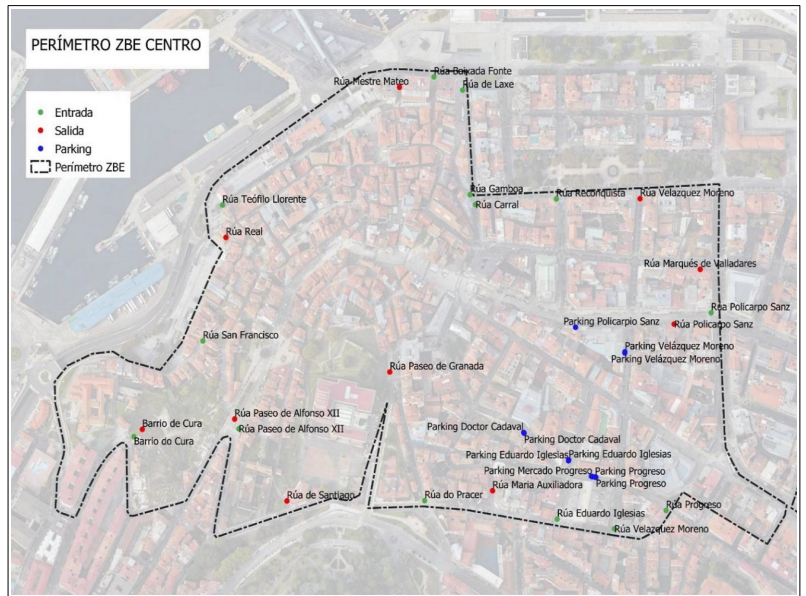 PERÍMETRO ZBE CENTRO
Entrada
Salida
Parking
Perímetro ZBE
Rúa Baixada Fonte
Rúa Mestre Mateo
Rúa de Laxe
Rúa Gamboa
Rúa Reconquista
Rúa Velazquez Moreno
Rúa Carral
Rúa Teófilo Llorente
Rúa Real
Rúa Marqués de Valladares
Rúa Policarpo Sanz
Parking Policarpio Sanz
Rúa Policarpo Sanz
Rúa San Francisco
Parking Velázquez Moreno
Parking Velázquez Moreno
Rúa Paseo de Granada
Rúa Paseo de Alfonso XII
Rúa Paseo de Alfonso XII
Barrio de Cura
Barrio do Cura
Parking Doctor Cadaval
Parking Doctor Cadaval
Parking Eduardo Iglesias
Parking Eduardo Iglesias
Parking Mercado Progreso
Parking Progreso
Parking Progreso
Rúa Maria Auxiliadora
Rúa de Santiago
Rúa do Pracer
Rúa Progreso
Rúa Eduardo Iglesias
Rúa Velazquez Moreno